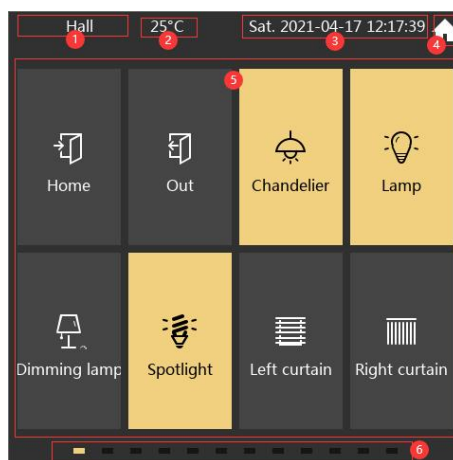 Hall 25°C Sat. 2021-04-17 12:17:39
1 2 3 4
5
Home Out Chandelier Lamp
Dimming lamp Spotlight Left curtain Right curtain
6